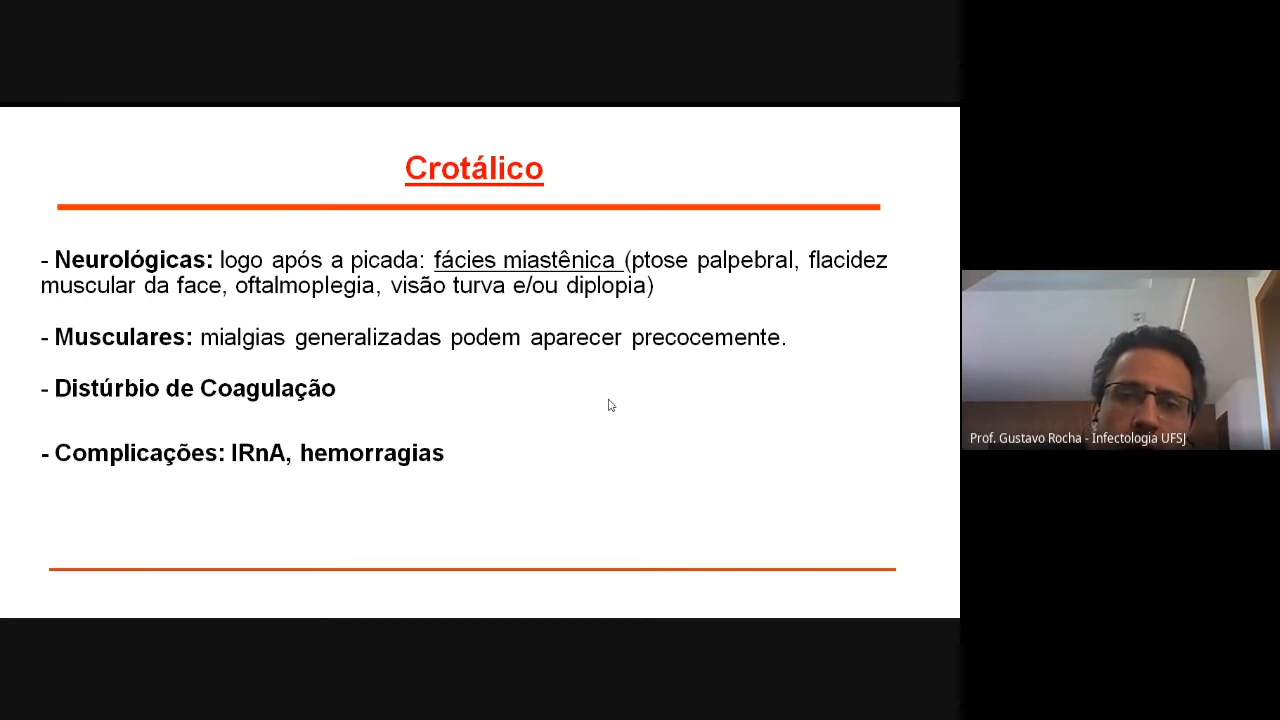 Crotálico
- Neurológicas: logo após a picada: fácies miastênica (ptose palpebral, flacidez
muscular da face, oftalmoplegia, visão turva e/ou diplopia)
- Musculares: mialgias generalizadas podem aparecer precocemente.
- Distúrbio de Coagulação
- Complicações: IRnA, hemorragias
Prof. Gustavo Rocha - Infectologia UFSJ